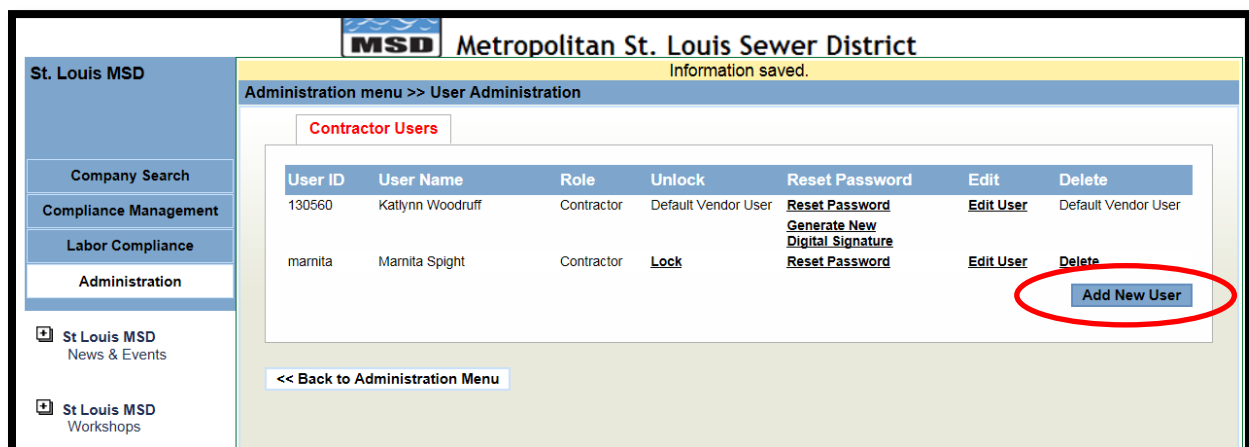 MSD Metropolitan St. Louis Sewer District
St. Louis MSD
Information saved.
Administration menu >> User Administration
Contractor Users
Company Search
Compliance Management
Labor Compliance
Administration
User ID User Name Role Unlock Reset Password Edit Delete
130560 Katlynn Woodruff Contractor Default Vendor User Reset Password Edit User Default Vendor User
Generate New
Digital Signature
marnita Marnita Spight Contractor Lock Reset Password Edit User Delete
Add New User
St Louis MSD
News & Events
<< Back to Administration Menu
St Louis MSD
Workshops